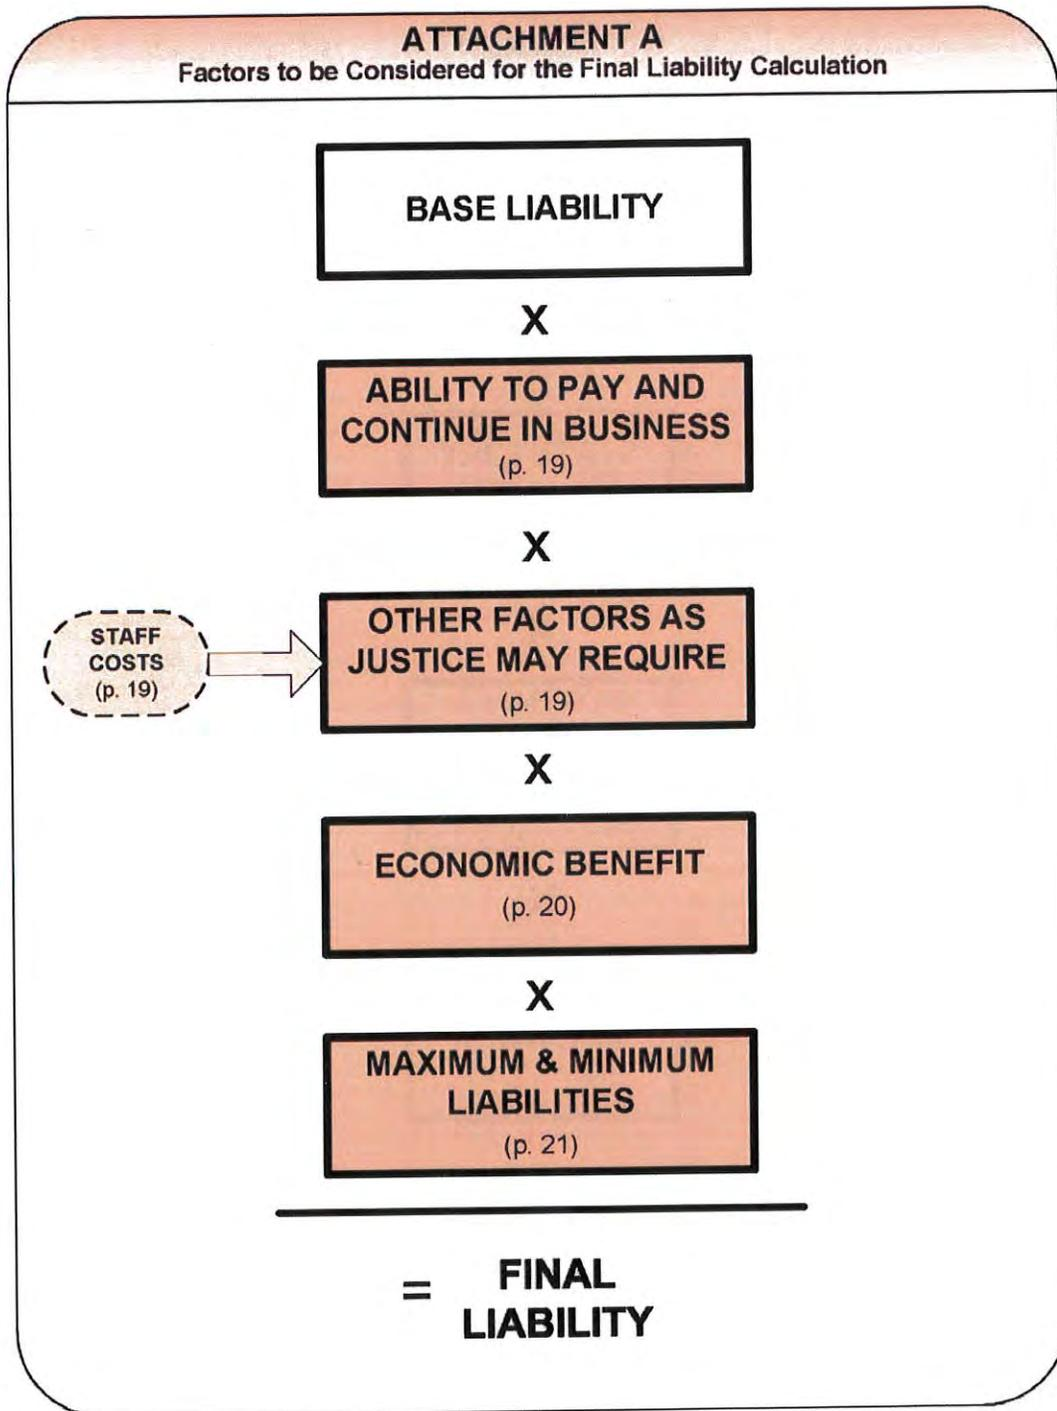 ATTACHMENT A
Factors to be Considered for the Final Liability Calculation
BASE LIABILITY
X
ABILITY TO PAY AND
CONTINUE IN BUSINESS
(p. 19)
X
STAFF
COSTS
(p. 19)
OTHER FACTORS AS
JUSTICE MAY REQUIRE
(p. 19)
X
ECONOMIC BENEFIT
(p. 20)
X
MAXIMUM & MINIMUM
LIABILITIES
(p. 21)
= FINAL
LIABILITY